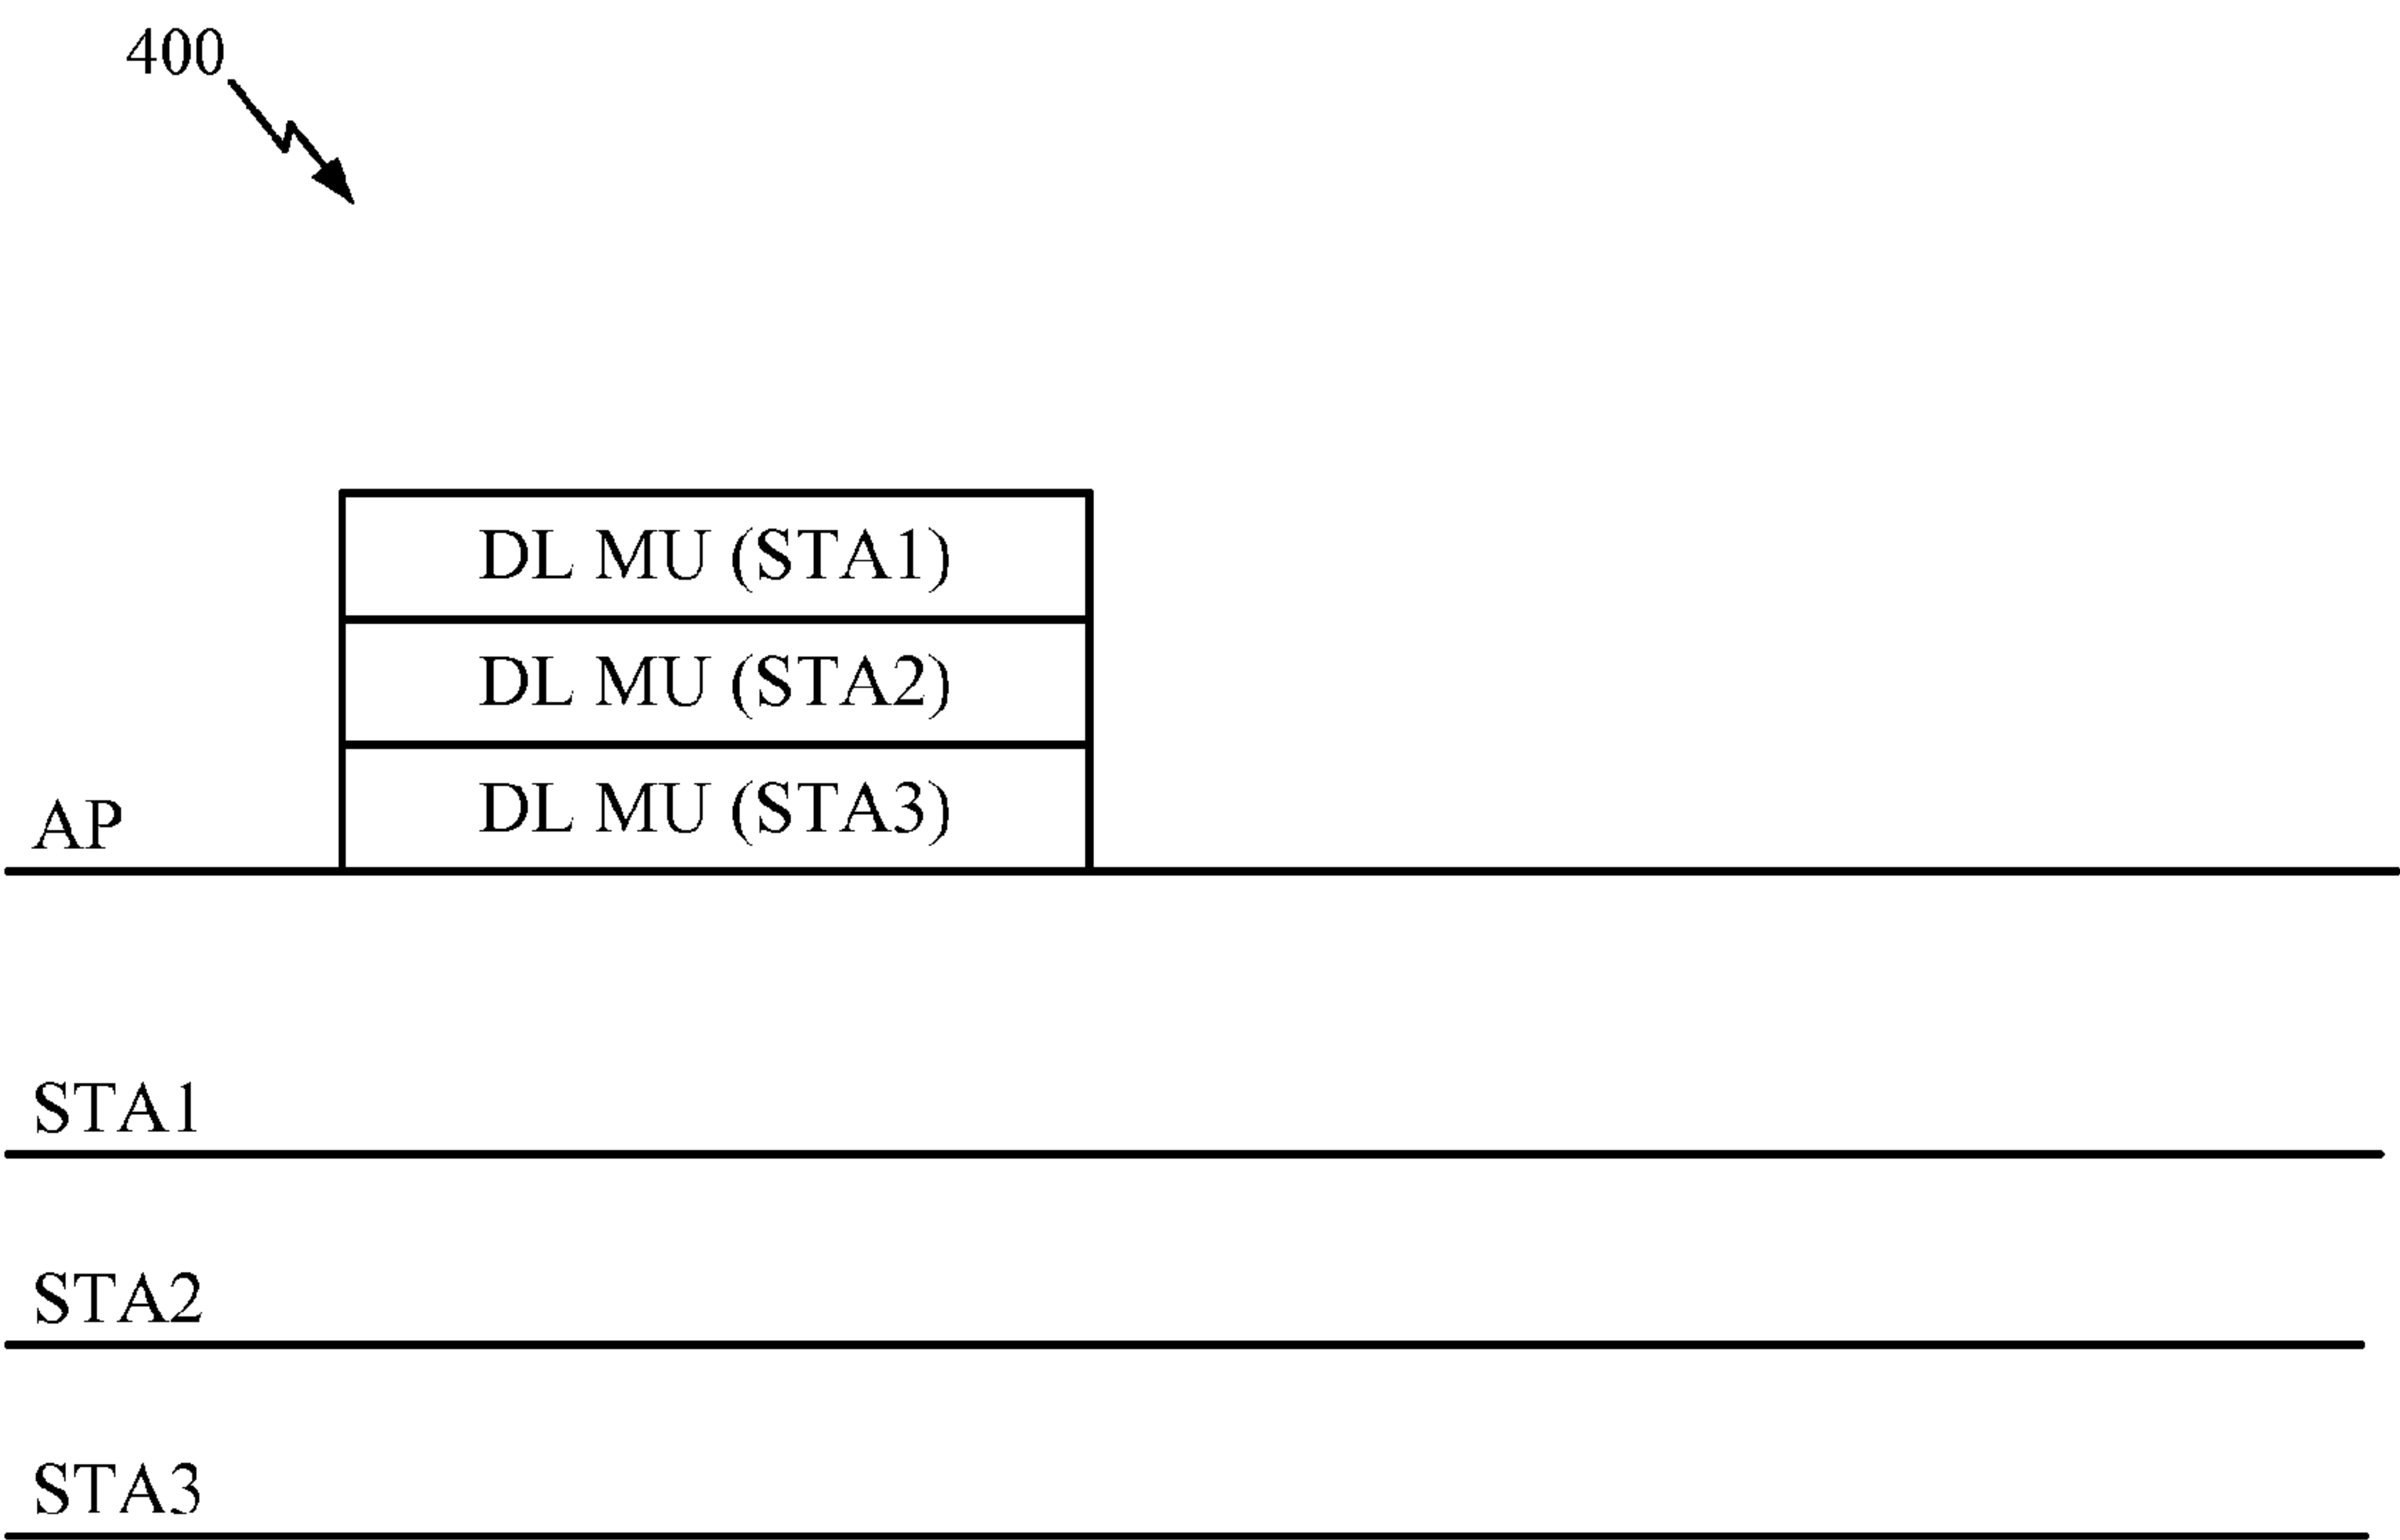 400
DL MU (STA1)
DL MU (STA2)
DL MU (STA3)
AP
STA1
STA2
STA3